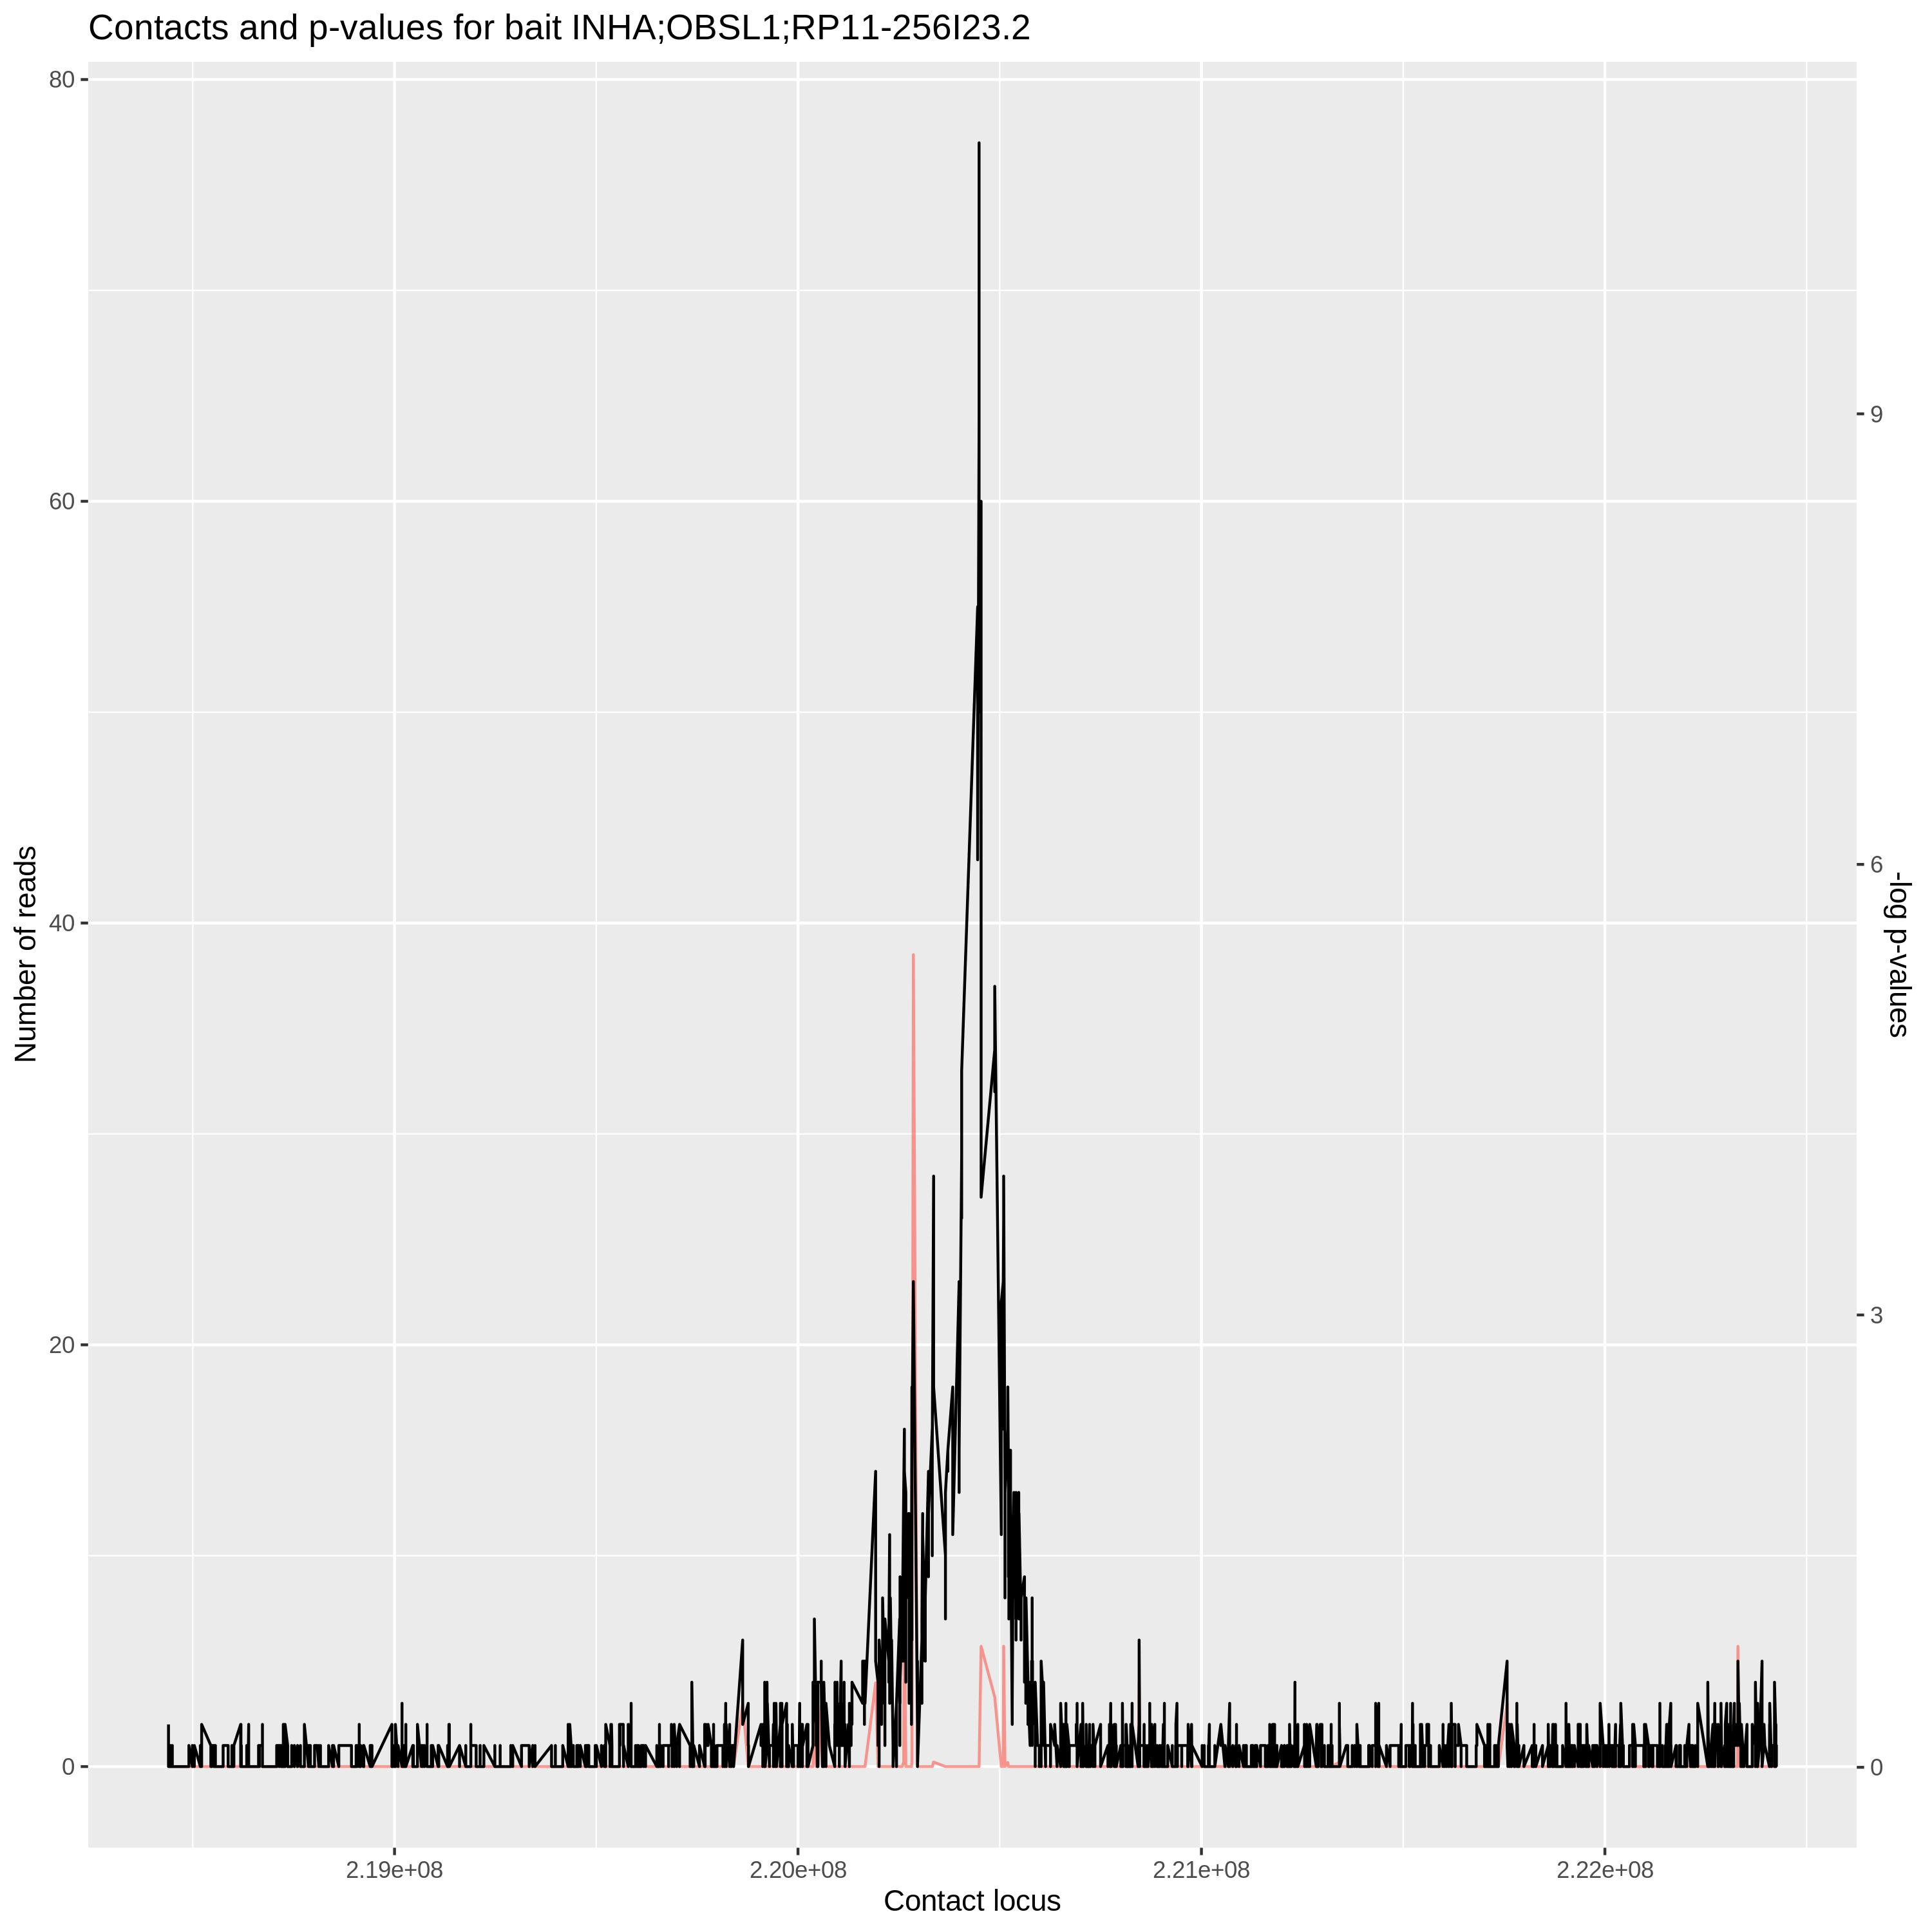 Contacts and p-values for bait INHA;OBSL1;RP11-256I23.2
80
60
40
20
0
Number of reads
9
6
3
0
-log p-values
2.19e+08
2.20e+08
2.21e+08
2.22e+08
Contact locus